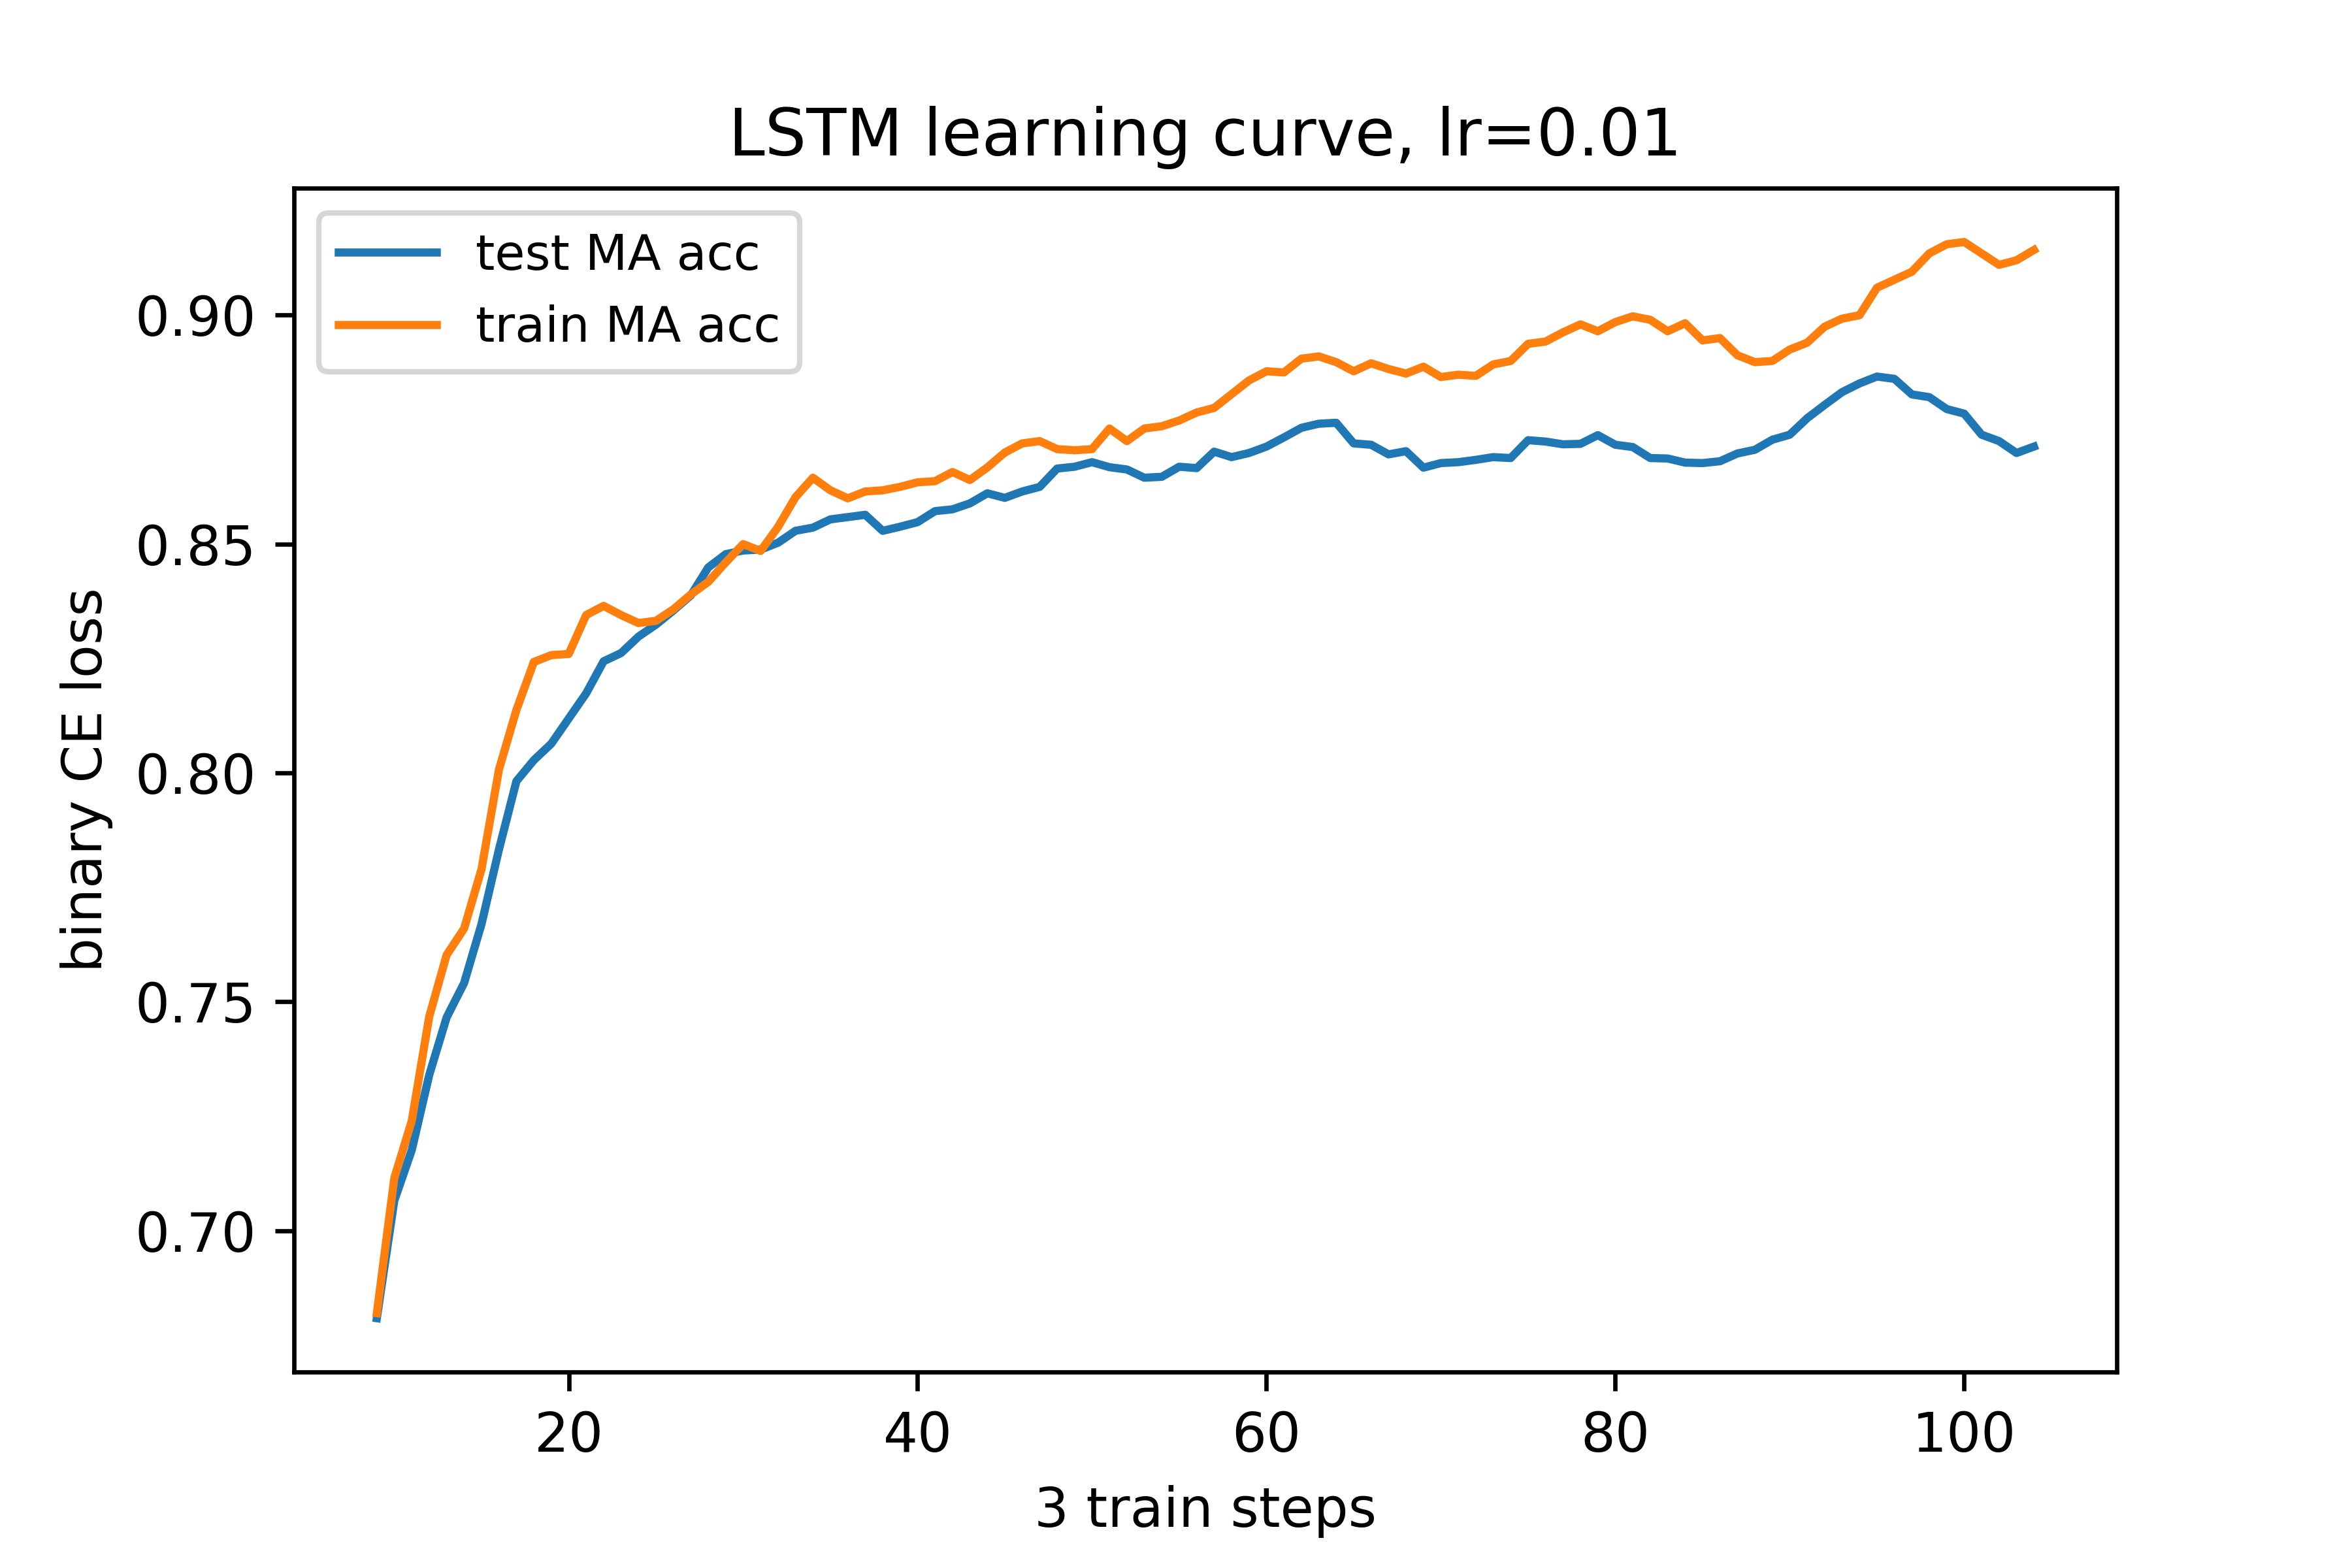 LSTM learning curve, lr=0.01
test MA acc
train MA acc
0.90
0.85
0.80
0.75
0.70
binary CE loss
20 40 60 80 100
3 train steps